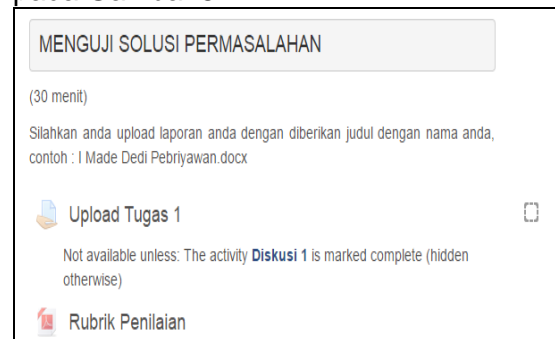 MENGUJI SOLUSI PERMASALAHAN
(30 menit)
Silahkan anda upload laporan anda dengan diberikan judul dengan nama anda,
contoh : I Made Dedi Pebriyawan.docx
Upload Tugas 1
Not available unless: The activity Diskusi 1 is marked complete (hidden
otherwise)
Rubrik Penilaian